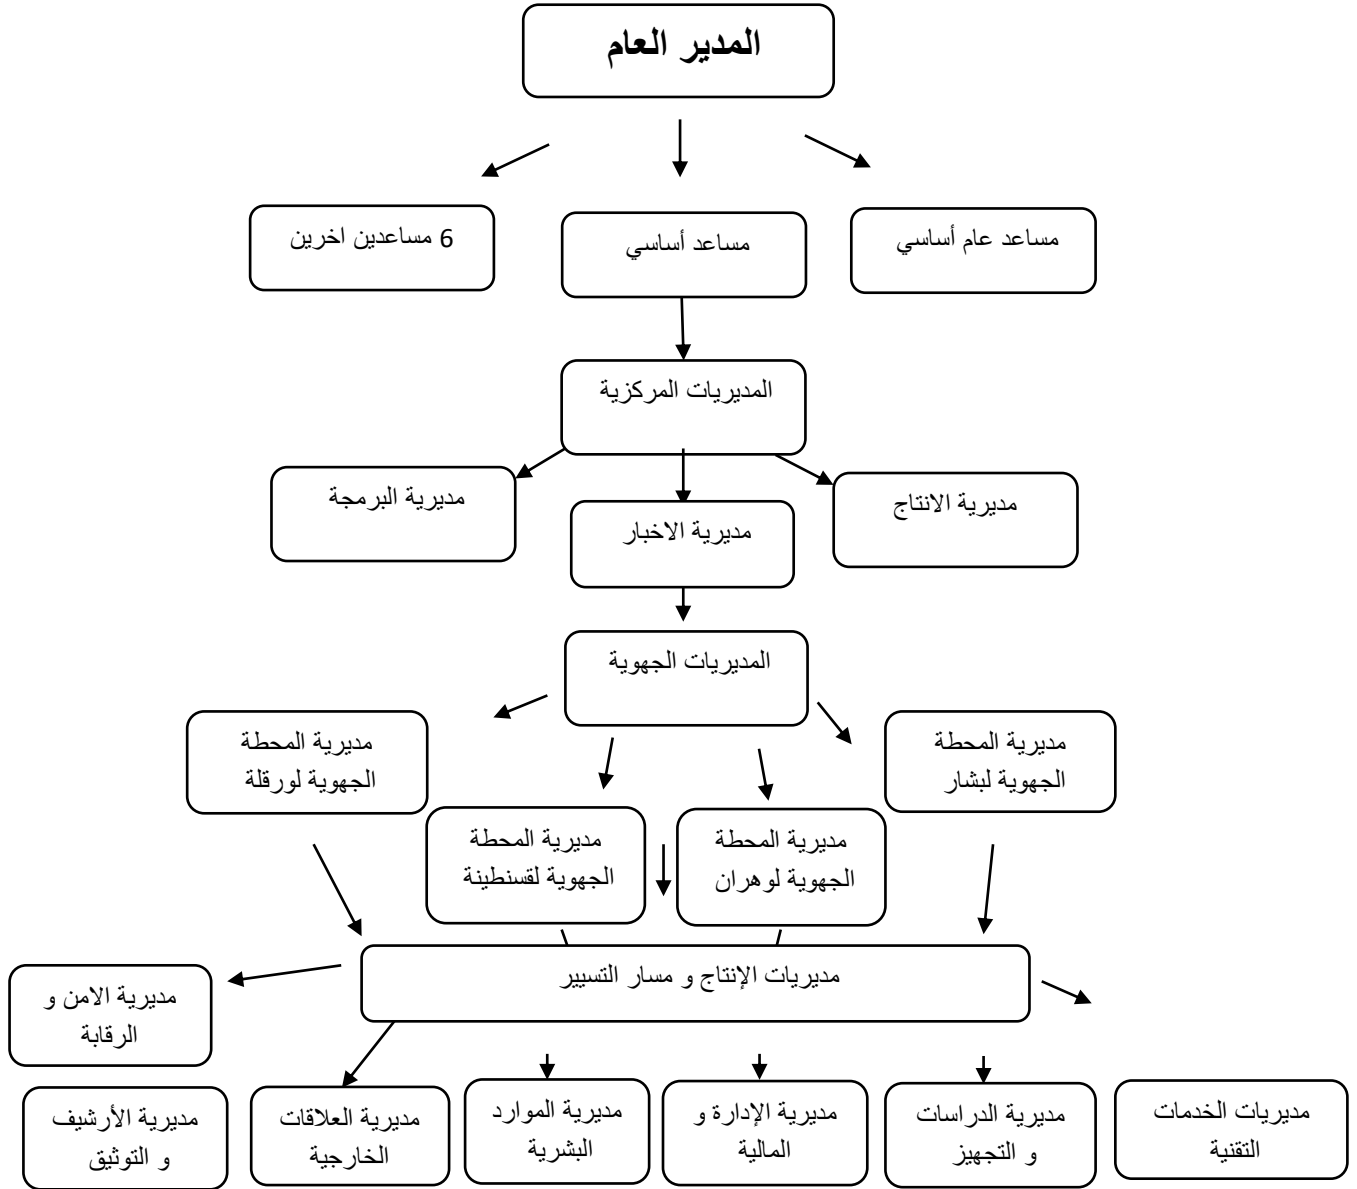 المدير العام
مساعد عام أساسي
مساعد أساسي
6 مساعدين اخرين
المديريات المركزية
مديرية الانتاج
مديرية الاخبار
مديرية البرمجة
المديريات الجهوية
مديرية المحطة
الجهوية لبشار
مديرية المحطة
الجهوية لوهران
مديرية المحطة
الجهوية لقسنطينة
مديرية المحطة
الجهوية لورقلة
مديريات الإنتاج و مسار التسيير
مديرية الامن و
الرقابة
مديريات الخدمات
التقنية
مديرية الدراسات
و التجهيز
مديرية الإدارة و
المالية
مديرية الموارد
البشرية
مديرية العلاقات
الخارجية
مديرية الأرشيف
و التوثيق